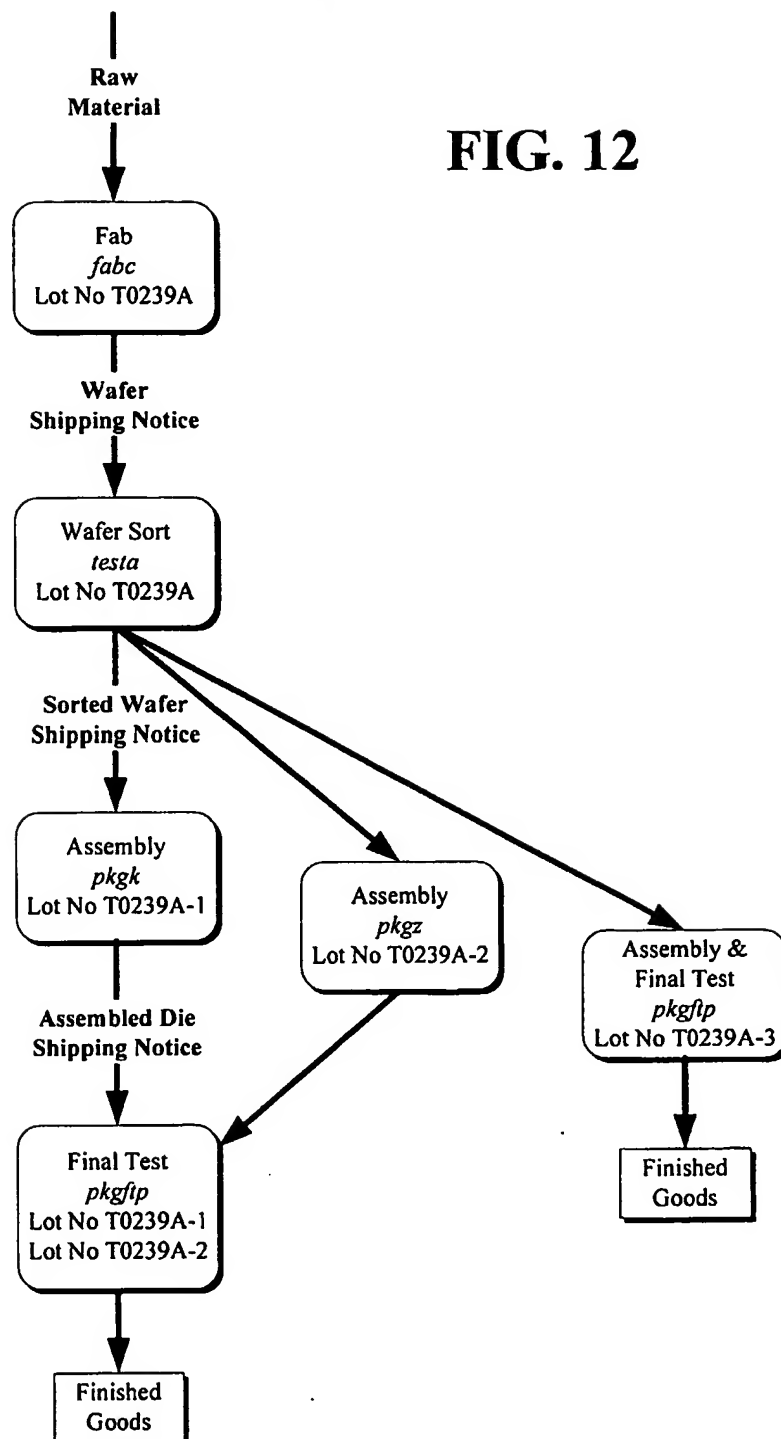 Raw
Material
FIG. 12
Fab
fabc
Lot No T0239A
Wafer
Shipping Notice
Wafer Sort
testa
Lot No T0239A
Sorted Wafer
Shipping Notice
Assembly
pkgk
Lot No T0239A-1
Assembly
pkgz
Lot No T0239A-2
Assembly &
Final Test
pkgftp
Lot No T0239A-3
Assembled Die
Shipping Notice
Final Test
pkgftp
Lot No T0239A-1
Lot No T0239A-2
Finished
Goods
Finished
Goods